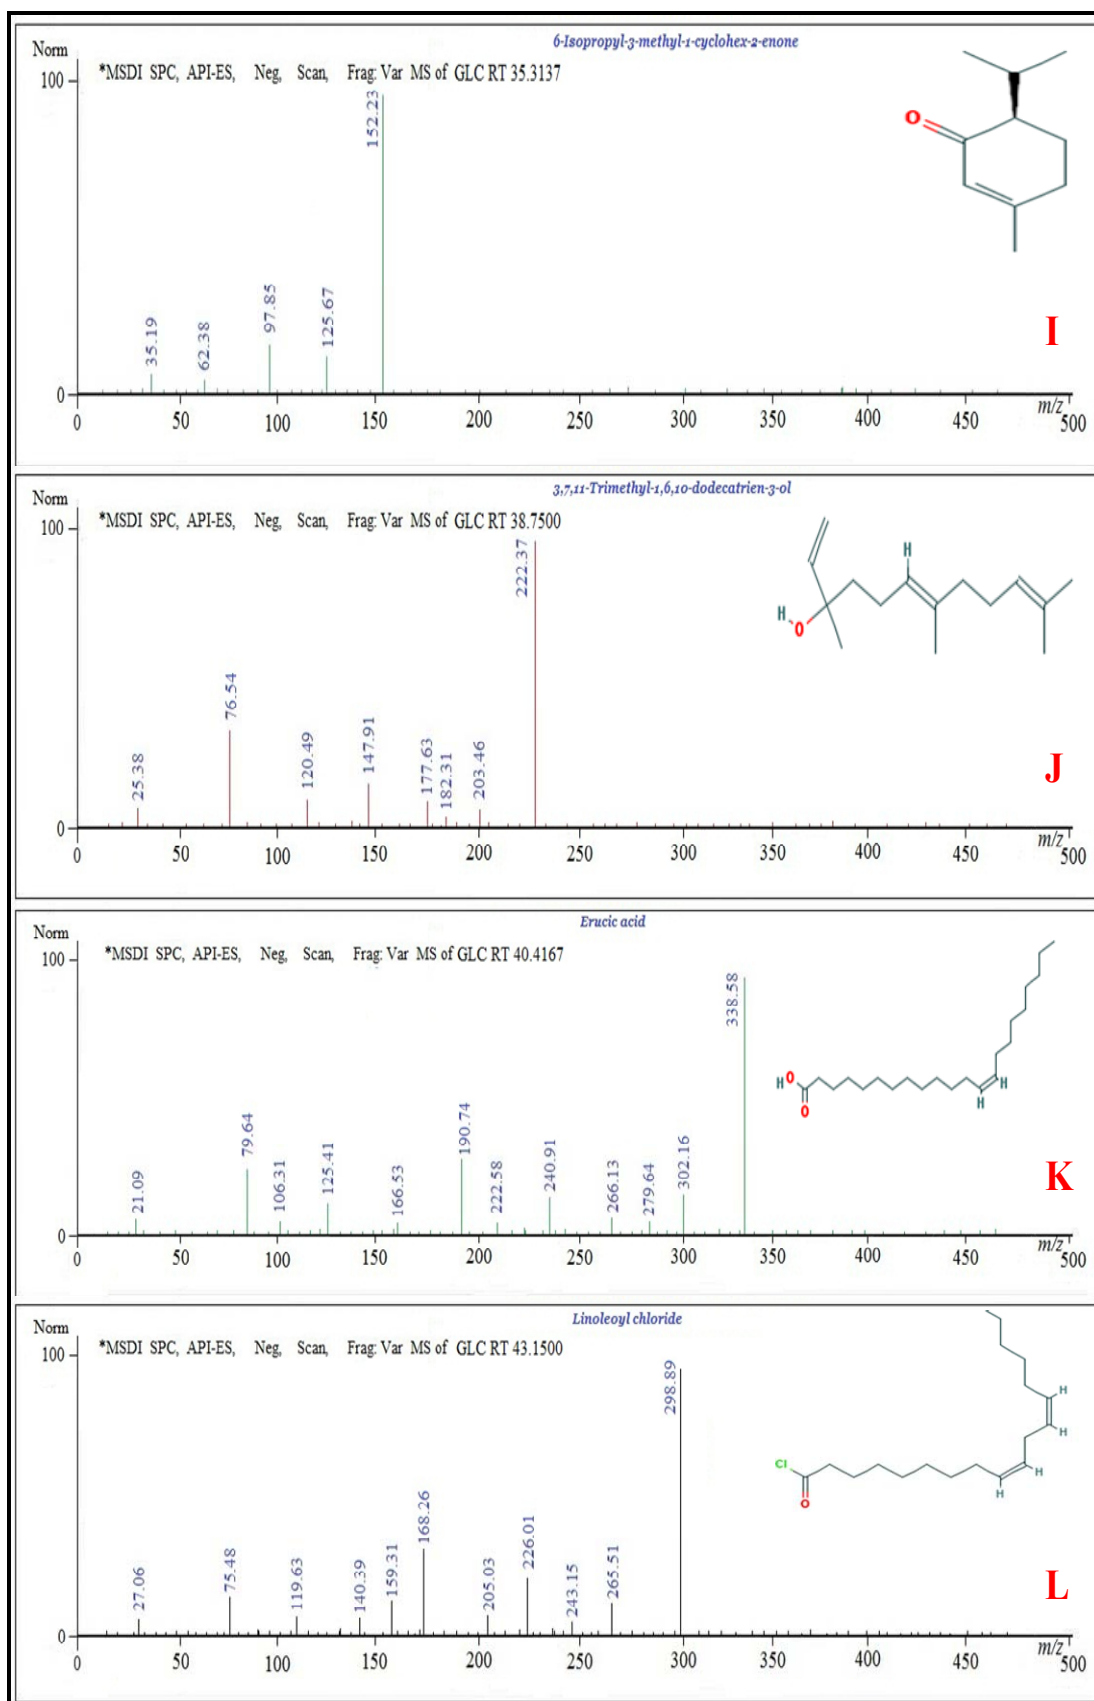 6-Isopropyl-3-methyl-1-cyclohex-2-enone
Norm
*MSDI SPC, API-ES, Neg, Scan, Frag: Var MS of GLC RT 35.3137
100
152.23
O
35.19
62.38
97.85
125.67
I
0
0 50 100 150 200 250 300 350 400 450 m/z 500
3,7,11-Trimethyl-1,6,10-dodecatrien-3-ol
Norm
*MSDI SPC, API-ES, Neg, Scan, Frag: Var MS of GLC RT 38.7500
100
222.37
H
H O
25.38
76.54
120.49
147.91
177.63
182.31
203.46
J
0
0 50 100 150 200 250 300 350 400 450 m/z 500
Erucic acid
Norm
*MSDI SPC, API-ES, Neg, Scan, Frag: Var MS of GLC RT 40.4167
100
338.58
H O
O
H
H
21.09
79.64
106.31
125.41
166.53
190.74
222.58
240.91
266.13
279.64
302.16
K
0
0 50 100 150 200 250 300 350 400 450 m/z 500
Linoleoyl chloride
Norm
*MSDI SPC, API-ES, Neg, Scan, Frag: Var MS of GLC RT 43.1500
100
298.89
H
H
Cl
H
O
H
27.06
75.48
119.63
140.39
159.31
168.26
205.03
226.01
243.15
265.51
L
0
0 50 100 150 200 250 300 350 400 450 m/z 500